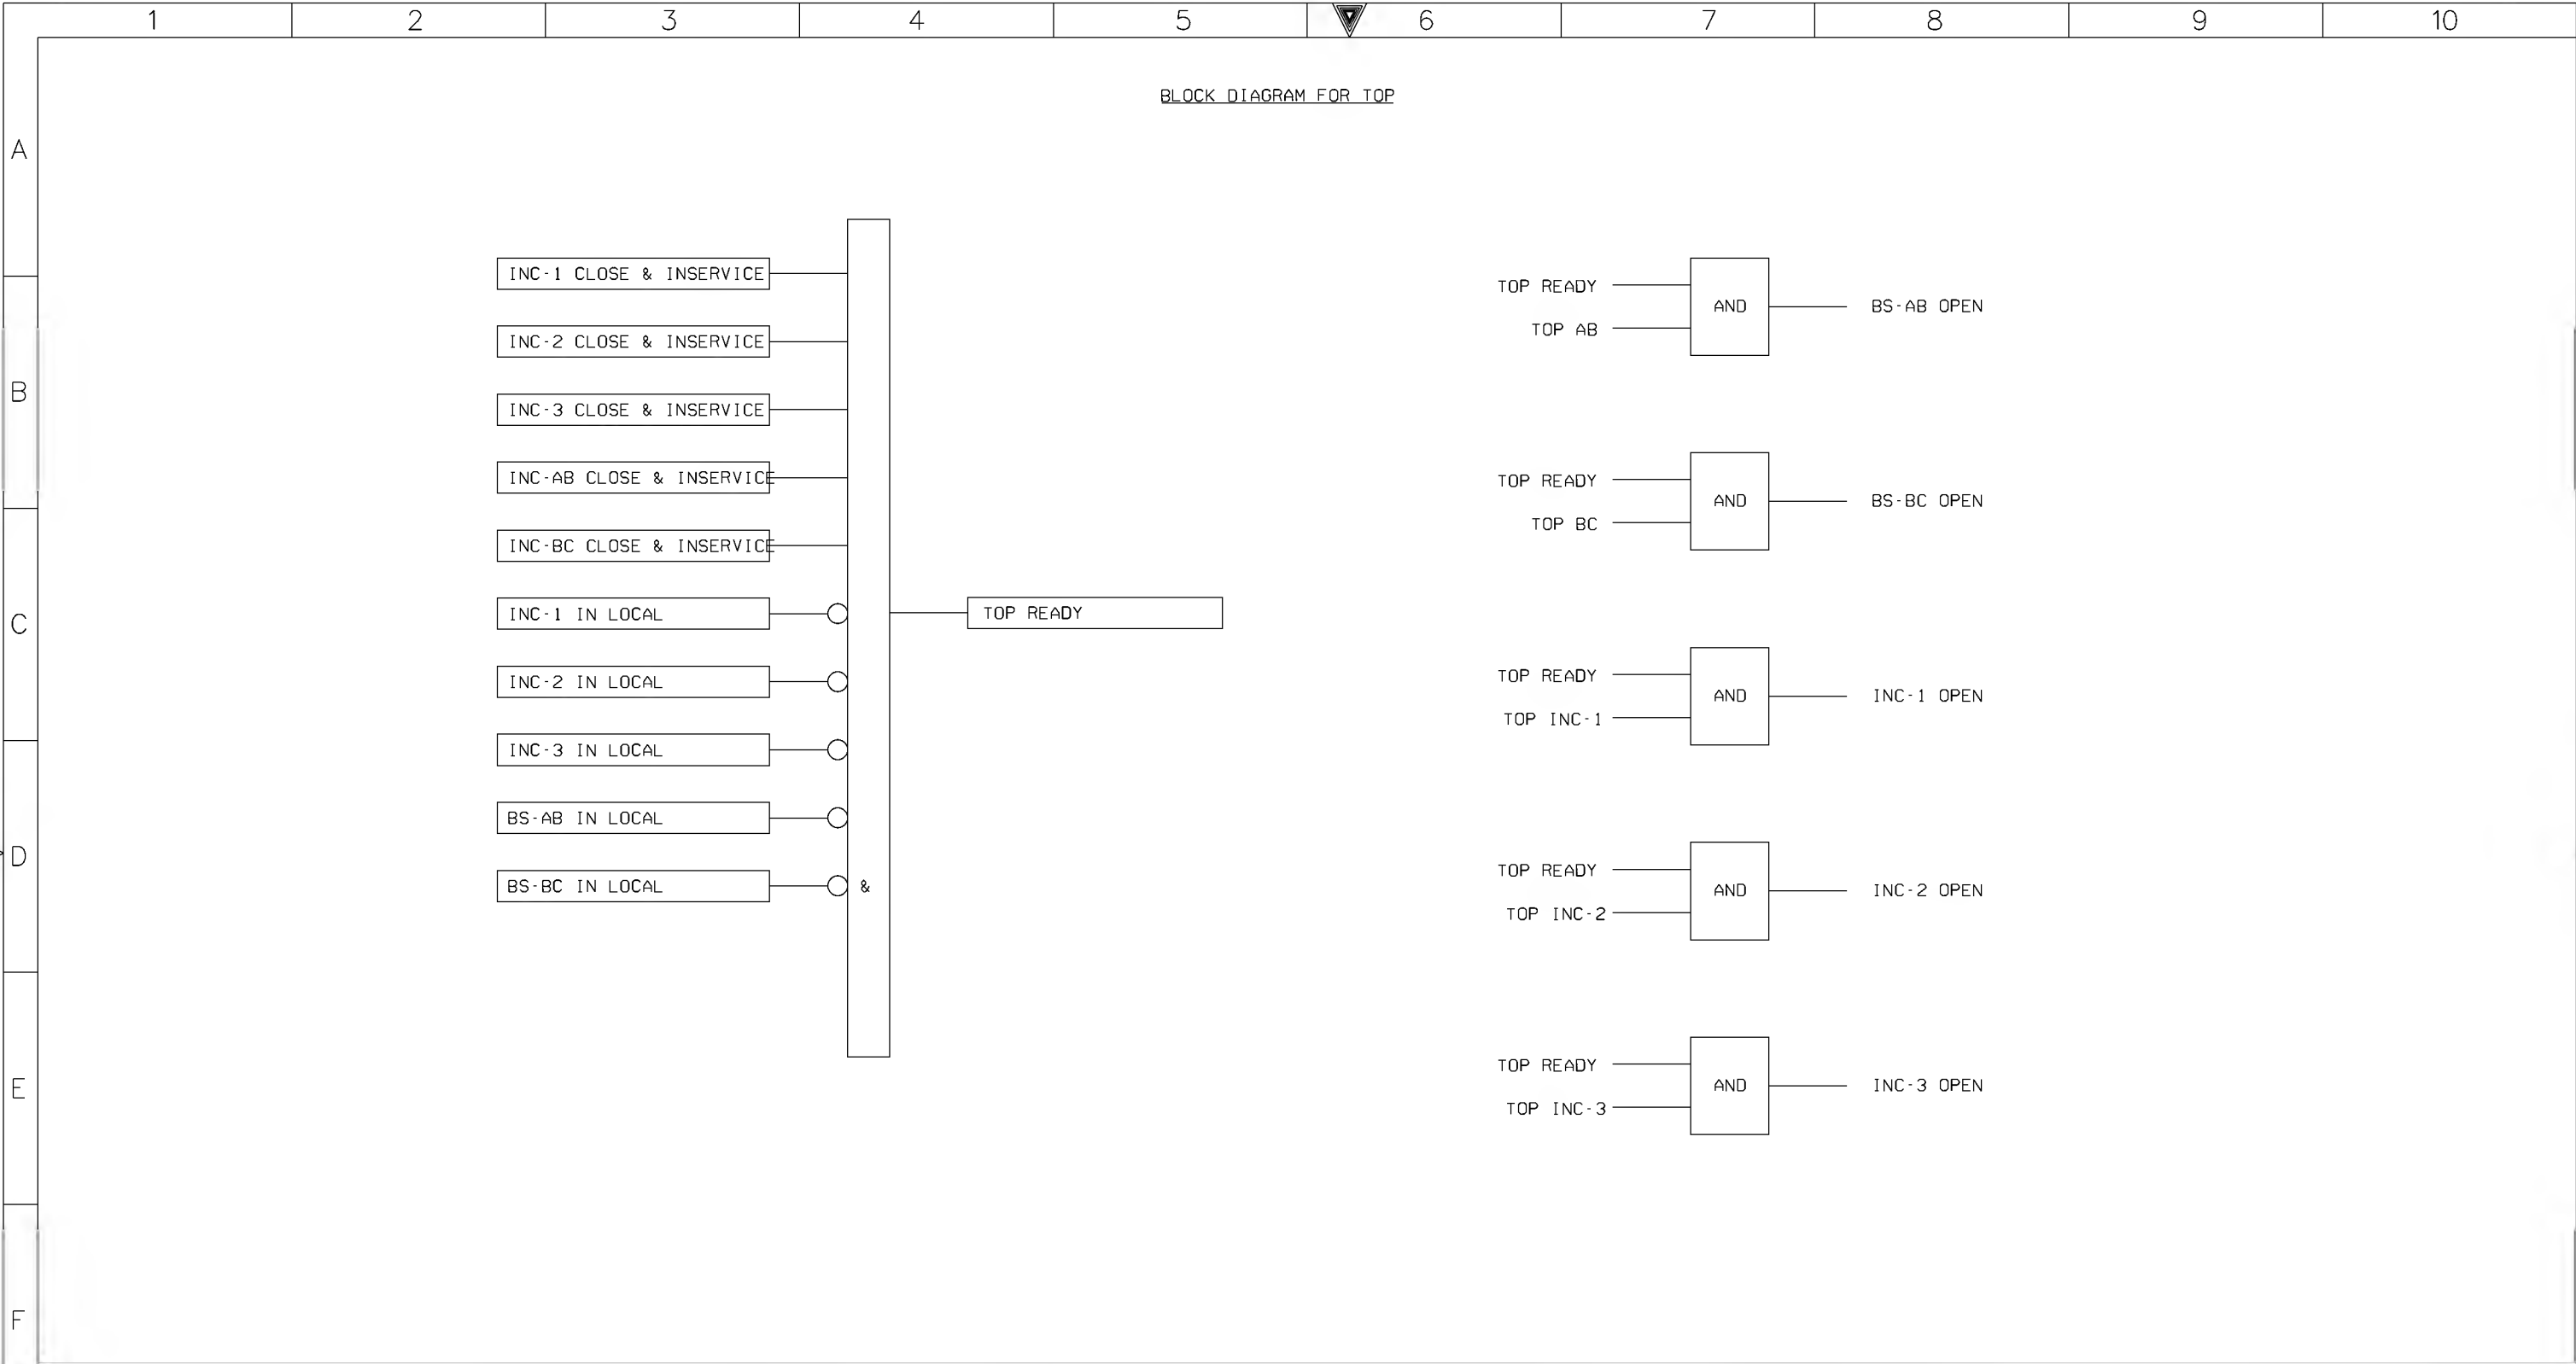 1 2 3 4 5 6 7 8 9 10
BLOCK DIAGRAM FOR TOP
A
B
C
D
E
F
INC-1 CLOSE & INSERVICE
INC-2 CLOSE & INSERVICE
INC-3 CLOSE & INSERVICE
INC-AB CLOSE & INSERVICE
INC-BC CLOSE & INSERVICE
INC-1 IN LOCAL
INC-2 IN LOCAL
INC-3 IN LOCAL
BS-AB IN LOCAL
BS-BC IN LOCAL
&
TOP READY
TOP READY
TOP AB
AND
BS-AB OPEN
TOP READY
TOP BC
AND
BS-BC OPEN
TOP READY
TOP INC-1
AND
INC-1 OPEN
TOP READY
TOP INC-2
AND
INC-2 OPEN
TOP READY
TOP INC-3
AND
INC-3 OPEN